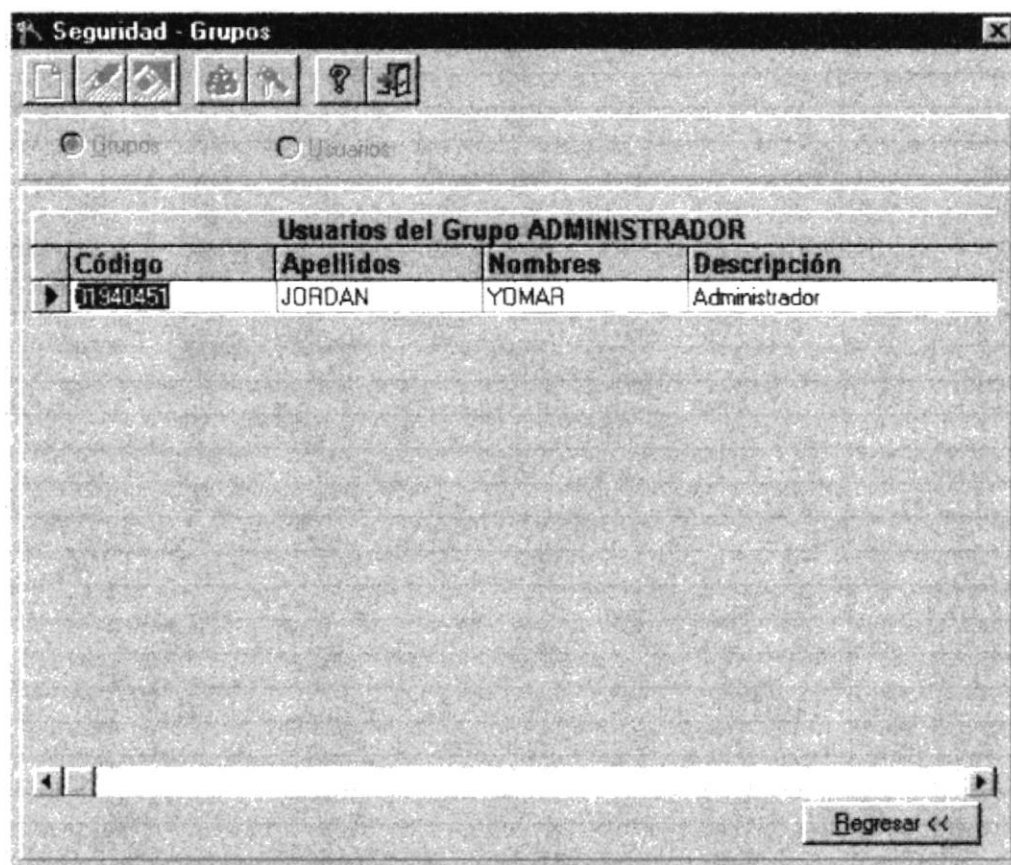 Seguridad - Grupos
Grupos Usuarios
Usuarios del Grupo ADMINISTRADOR
Código Apellidos Nombres Descripción
01940451 JORDAN YOMAR Administrador
Regresar <<